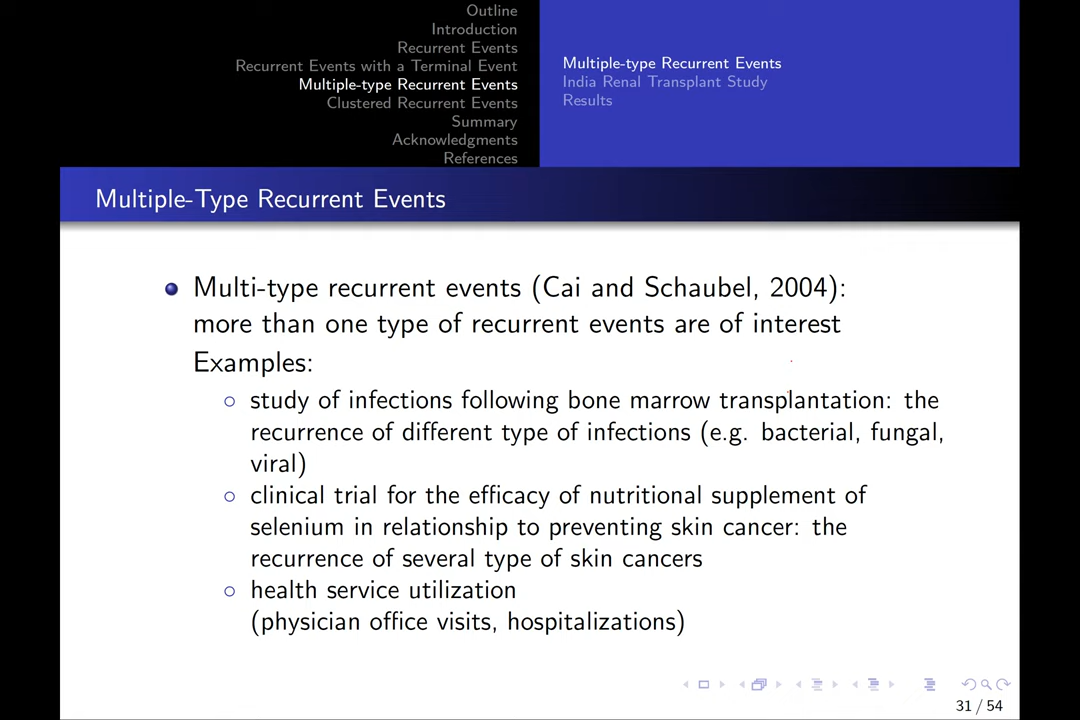 Outline
Introduction
Recurrent Events
Recurrent Events with a Terminal Event
Multiple-type Recurrent Events
Clustered Recurrent Events
Summary
Acknowledgments
References
Multiple-type Recurrent Events
India Renal Transplant Study
Results
Multiple-Type Recurrent Events
Multi-type recurrent events (Cai and Schaubel, 2004):
more than one type of recurrent events are of interest
Examples:
study of infections following bone marrow transplantation: the
recurrence of different type of infections (e.g. bacterial, fungal,
viral)
clinical trial for the efficacy of nutritional supplement of
selenium in relationship to preventing skin cancer: the
recurrence of several type of skin cancers
health service utilization
(physician office visits, hospitalizations)
31 / 54